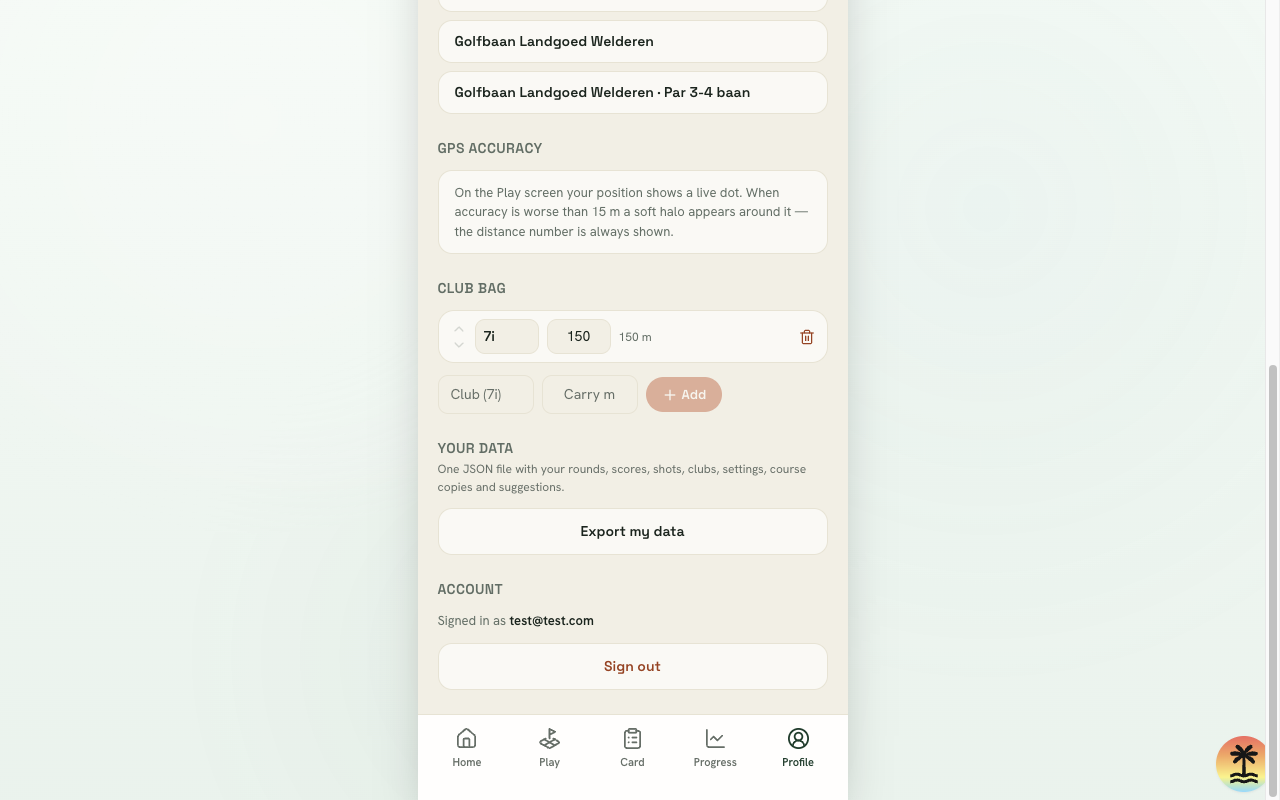 Golfbaan Landgoed Welderen
Golfbaan Landgoed Welderen · Par 3-4 baan
GPS ACCURACY
On the Play screen your position shows a live dot. When
accuracy is worse than 15 m a soft halo appears around it —
the distance number is always shown.
CLUB BAG
7i 150 150 m
Club (7i) Carry m + Add
YOUR DATA
One JSON file with your rounds, scores, shots, clubs, settings, course
copies and suggestions.
Export my data
ACCOUNT
Signed in as test@test.com
Sign out
Home Play Card Progress Profile